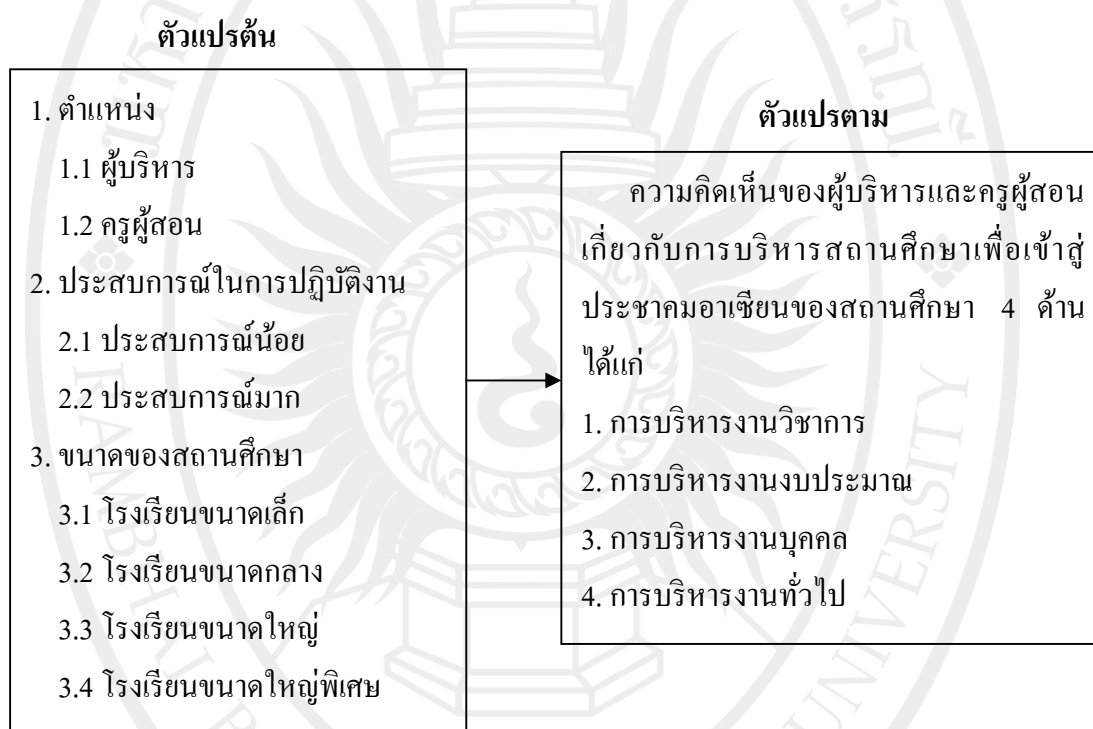 ตัวแปรต้น
1. ตำแหน่ง
1.1 ผู้บริหาร
1.2 ครูผู้สอน
2. ประสบการณ์ในการปฏิบัติงาน
2.1 ประสบการณ์น้อย
2.2 ประสบการณ์มาก
3. ขนาดของสถานศึกษา
3.1 โรงเรียนขนาดเล็ก
3.2 โรงเรียนขนาดกลาง
3.3 โรงเรียนขนาดใหญ่
3.4 โรงเรียนขนาดใหญ่พิเศษ
ตัวแปรตาม
ความคิดเห็นของผู้บริหารและครูผู้สอน
เกี่ยวกับการบริหารสถานศึกษาเพื่อเข้าสู่
ประชาคมอาเซียนของสถานศึกษา 4 ด้าน
ได้แก่
1. การบริหารงานวิชาการ
2. การบริหารงานงบประมาณ
3. การบริหารงานบุคคล
4. การบริหารงานทั่วไป
UNIVERSITY